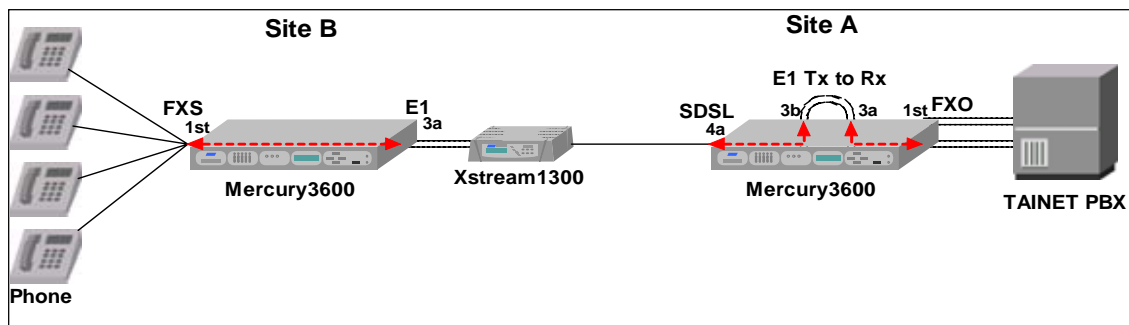 Site B
Site A
E1 Tx to Rx
FXS
1st
E1
3a
SDSL
4a
3b
3a
1st
FXO
Mercury3600
Xstream1300
Mercury3600
TAINET PBX
Phone